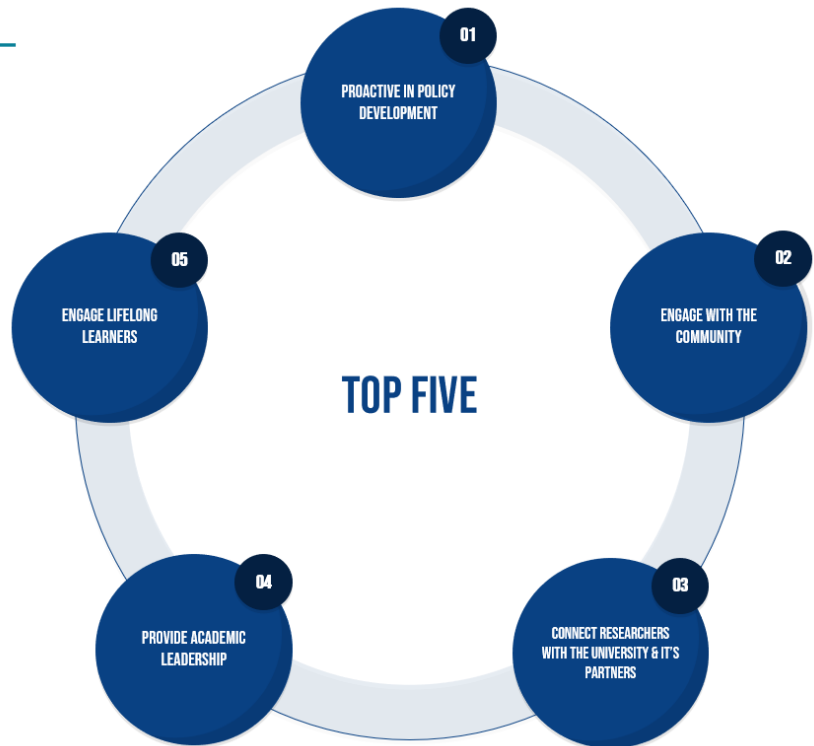 01
PROACTIVE IN POLICY
DEVELOPMENT
02
ENGAGE WITH THE
COMMUNITY
03
CONNECT RESEARCHERS
WITH THE UNIVERSITY & IT'S
PARTNERS
04
PROVIDE ACADEMIC
LEADERSHIP
05
ENGAGE LIFELONG
LEARNERS
TOP FIVE